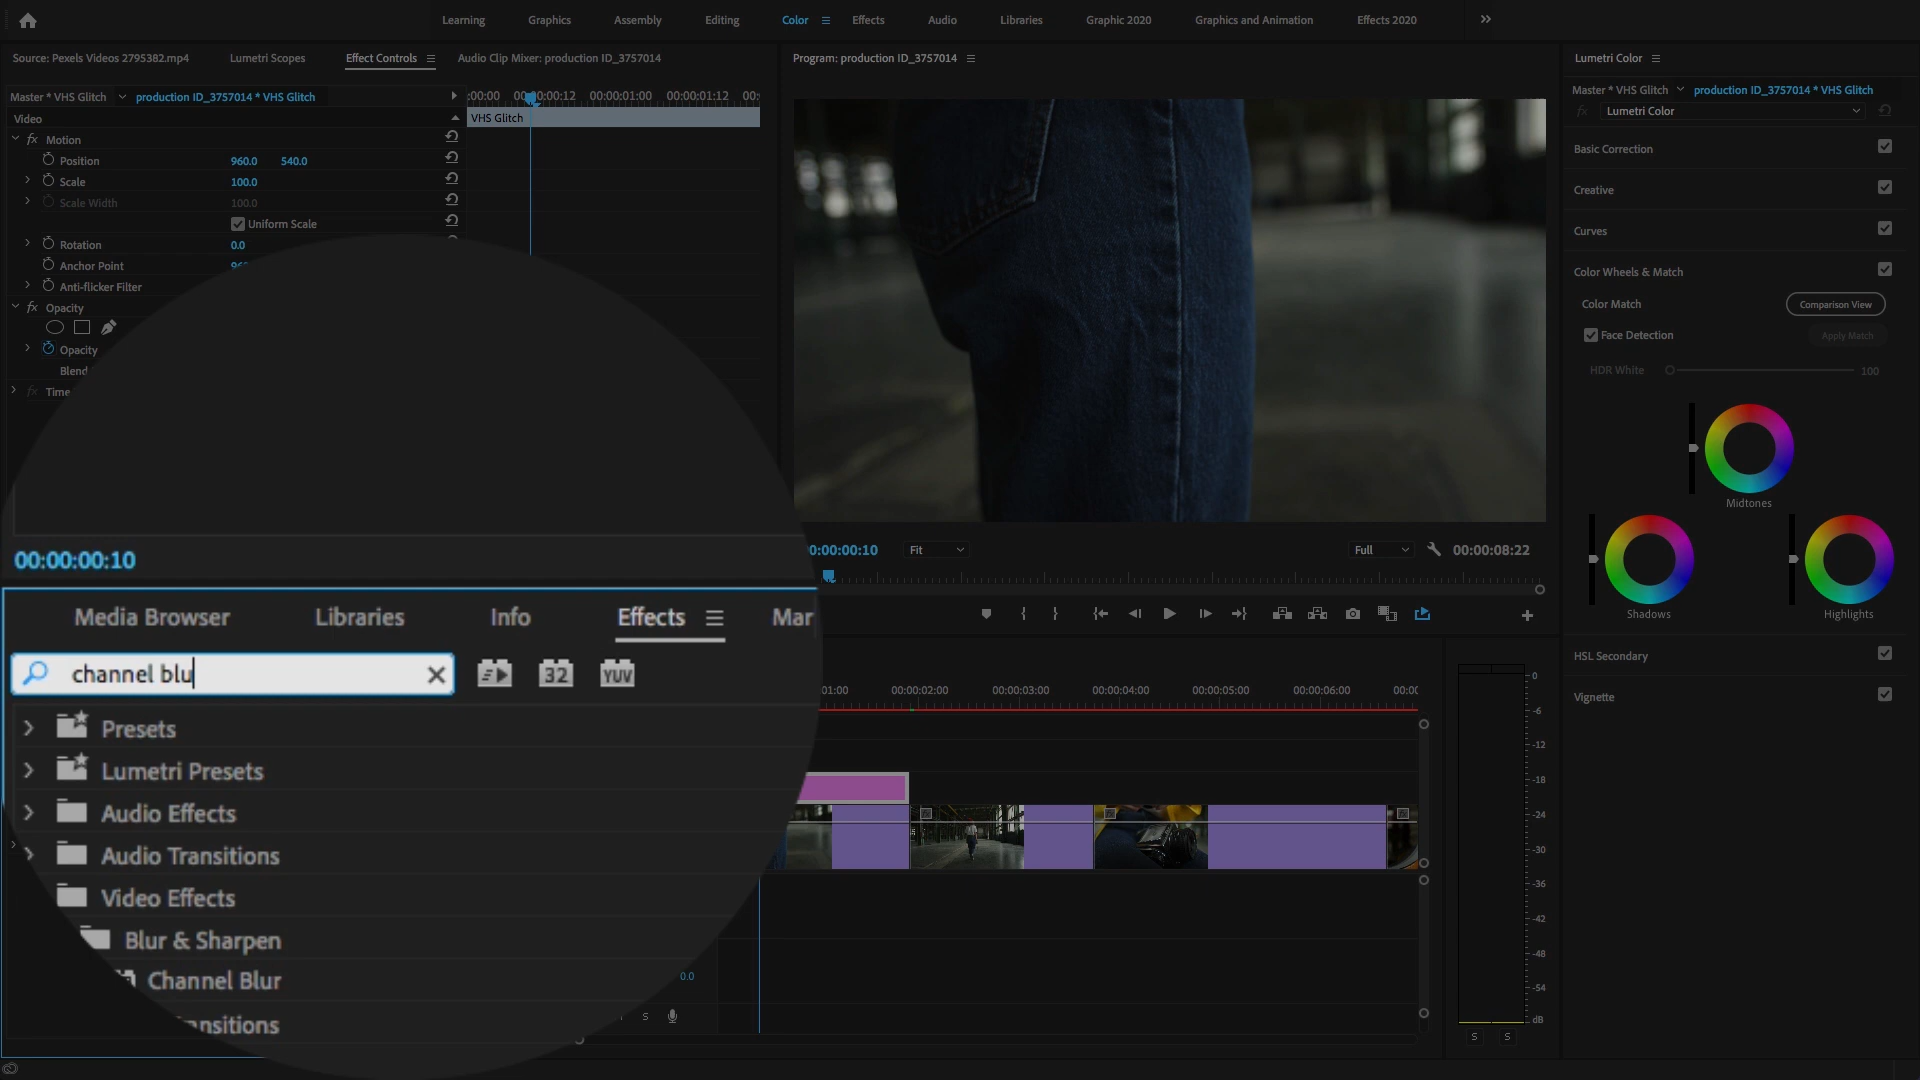 Learning Graphics Assembly Editing Color Effects Audio Libraries Graphic 2020 Graphics and Animation Effects 2020
Source: Pexels Videos 2795382.mp4 Lumetri Scopes Effect Controls Audio Clip Mixer: production ID_3757014
Master * VHS Glitch production ID_3757014 * VHS Glitch
:00:00 00:00:00:12 00:00:01:00 00:00:01:12 00:
Video
VHS Glitch
fx Motion
Position 960.0 540.0
Scale 100.0
Scale Width 100.0
Uniform Scale
Rotation 0.0
Anchor Point
Anti-flicker Filter
fx Opacity
Opacity
Blend
fx Time
00:00:00:10
Media Browser Libraries Info Effects Mar
channel blu
32 YUV
Presets
Lumetri Presets
Audio Effects
Audio Transitions
Video Effects
Blur & Sharpen
Channel Blur
ansitions
Program: production ID_3757014
0:00:00:10 Fit Full 00:00:08:22
01:00 00:00:02:00 00:00:03:00 00:00:04:00 00:00:05:00 00:00:06:00 00:00
0.0
S
0
-6
-12
-18
-24
-30
-36
-42
-48
-54
dB
S S
Lumetri Color
Master * VHS Glitch production ID_3757014 * VHS Glitch
fx Lumetri Color
Basic Correction
Creative
Curves
Color Wheels & Match
Color Match Comparison View
Face Detection Apply Match
HDR White 100
Midtones
Shadows Highlights
HSL Secondary
Vignette